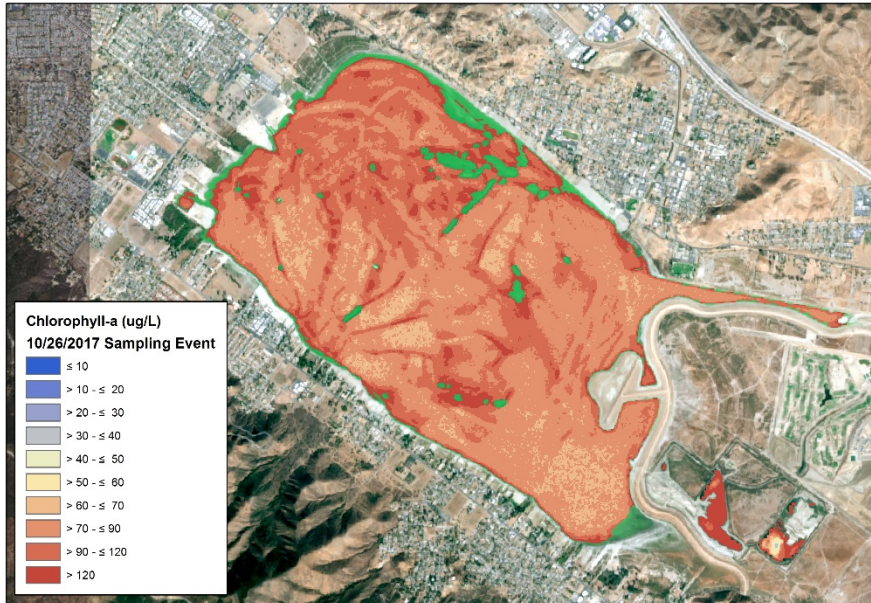 Chlorophyll-a (ug/L)
10/26/2017 Sampling Event
≤ 10
> 10 - ≤ 20
> 20 - ≤ 30
> 30 - ≤ 40
> 40 - ≤ 50
> 50 - ≤ 60
> 60 - ≤ 70
> 70 - ≤ 90
> 90 - ≤ 120
> 120